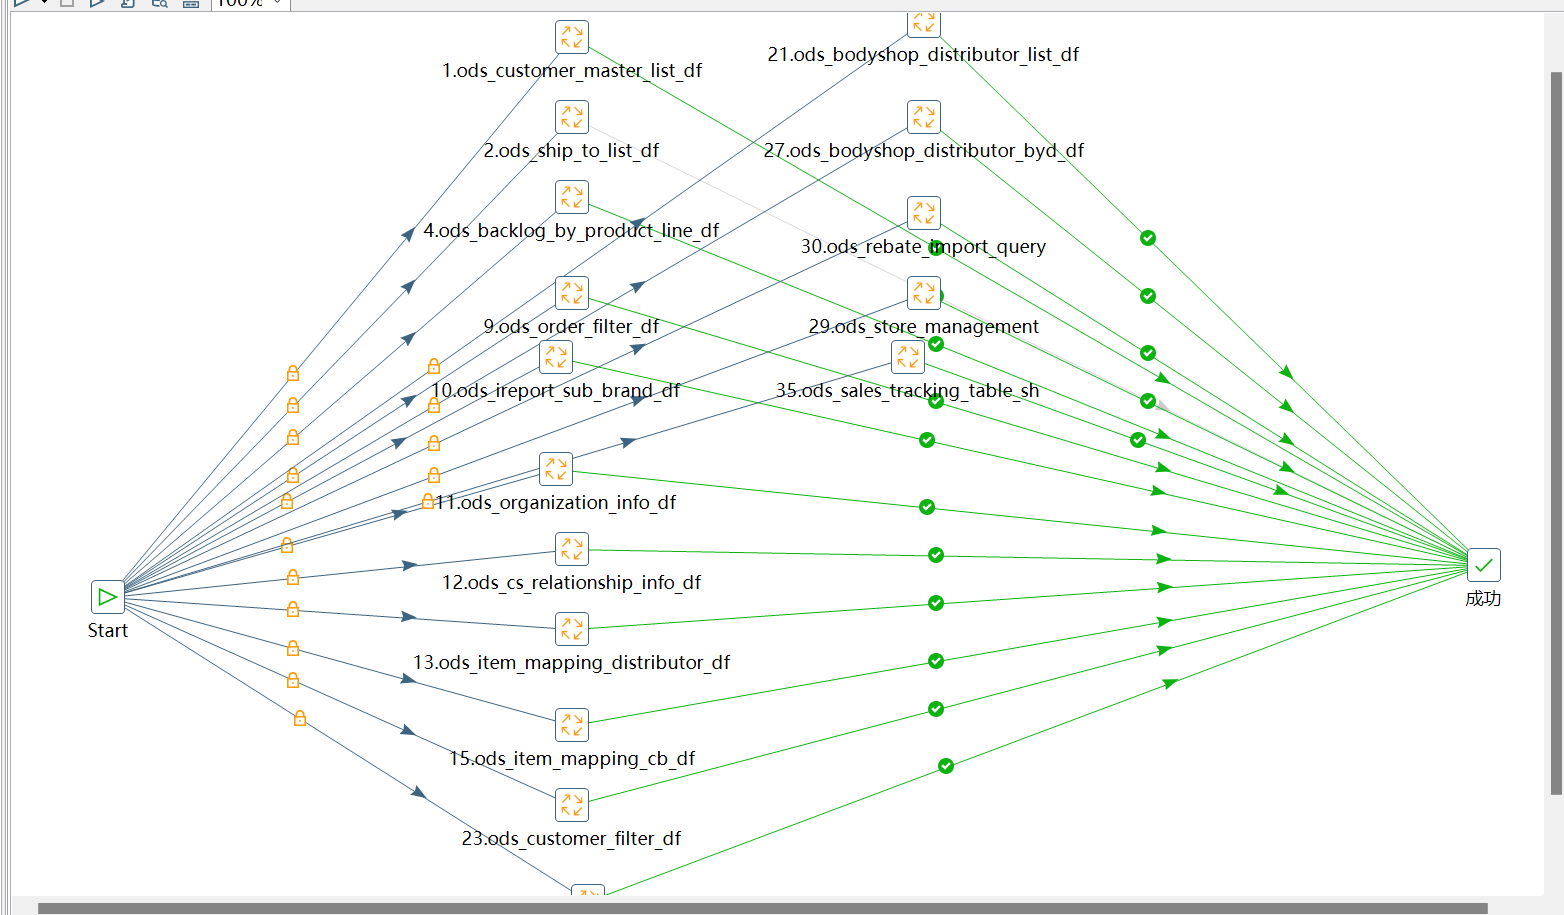 100%
1.ods_customer_master_list_df
21.ods_bodyshop_distributor_list_df
2.ods_ship_to_list_df
27.ods_bodyshop_distributor_byd_df
4.ods_backlog_by_product_line_df
30.ods_rebate_import_query
9.ods_order_filter_df
29.ods_store_management
10.ods_ireport_sub_brand_df
35.ods_sales_tracking_table_sh
11.ods_organization_info_df
12.ods_cs_relationship_info_df
Start
成功
13.ods_item_mapping_distributor_df
15.ods_item_mapping_cb_df
23.ods_customer_filter_df